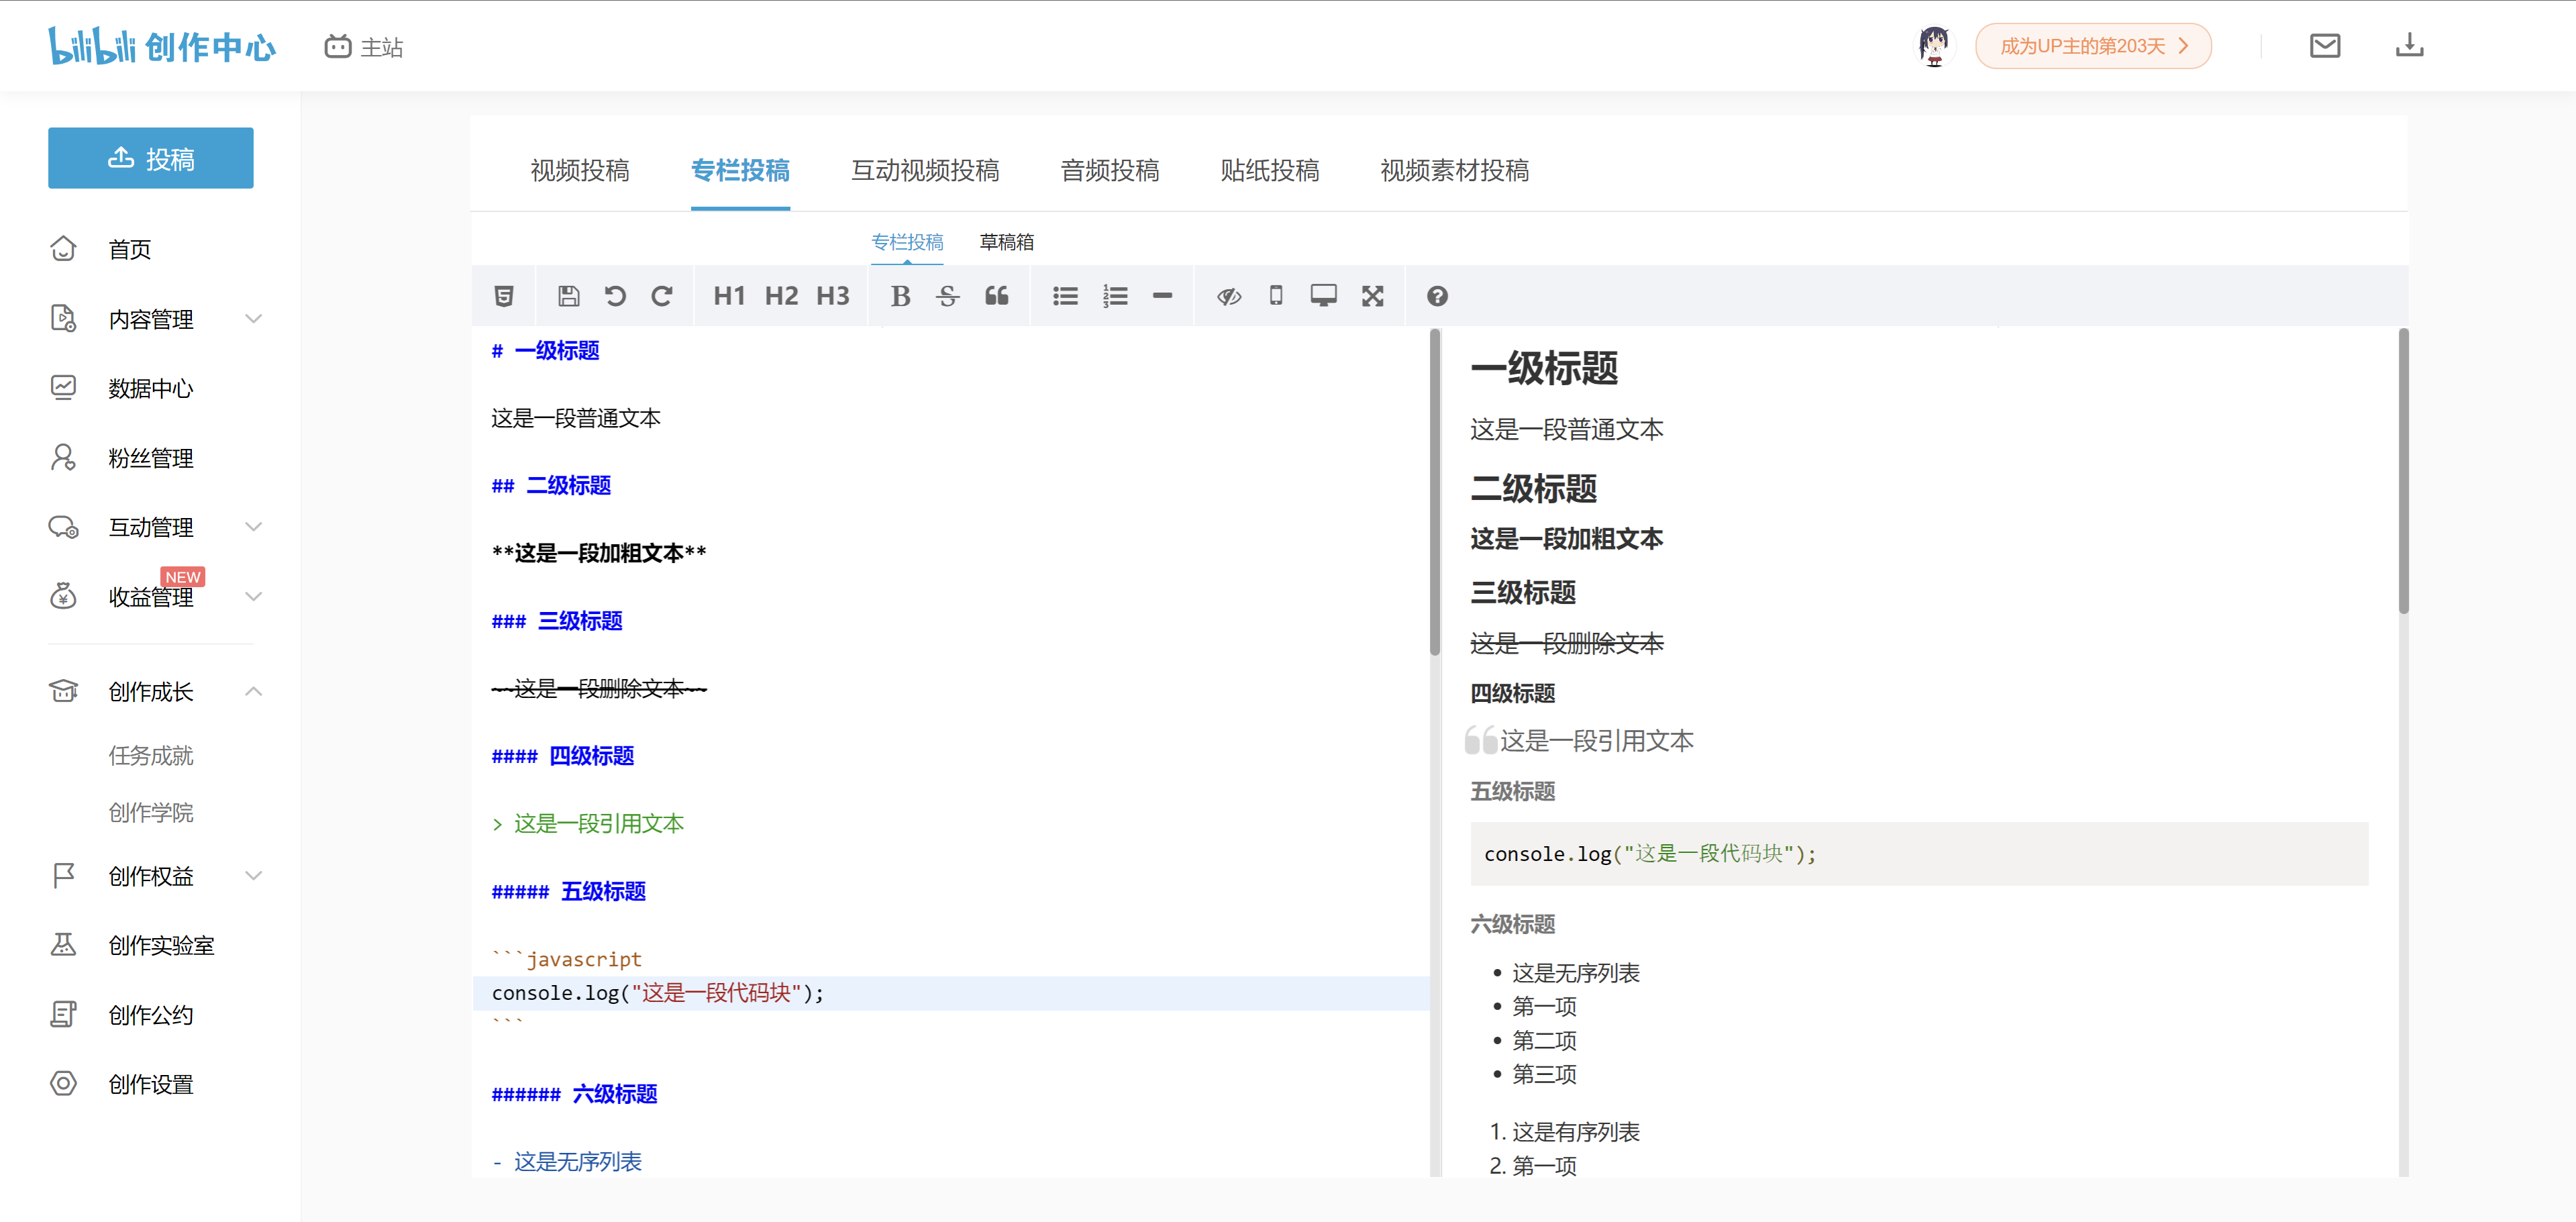 bilibili 创作中心
主站
成为UP主的第203天
投稿
首页
内容管理
数据中心
粉丝管理
互动管理
收益管理
NEW
创作成长
任务成就
创作学院
创作权益
创作实验室
创作公约
创作设置
视频投稿 专栏投稿 互动视频投稿 音频投稿 贴纸投稿 视频素材投稿
专栏投稿 草稿箱
H1 H2 H3 B S
# 一级标题
这是一段普通文本
## 二级标题
**这是一段加粗文本**
### 三级标题
~~这是一段删除文本~~
#### 四级标题
> 这是一段引用文本
##### 五级标题
```javascript
console.log("这是一段代码块");
```
###### 六级标题
- 这是无序列表
一级标题
这是一段普通文本
二级标题
这是一段加粗文本
三级标题
这是一段删除文本
四级标题
这是一段引用文本
五级标题
console.log("这是一段代码块");
六级标题
• 这是无序列表
• 第一项
• 第二项
• 第三项
1. 这是有序列表
2. 第一项